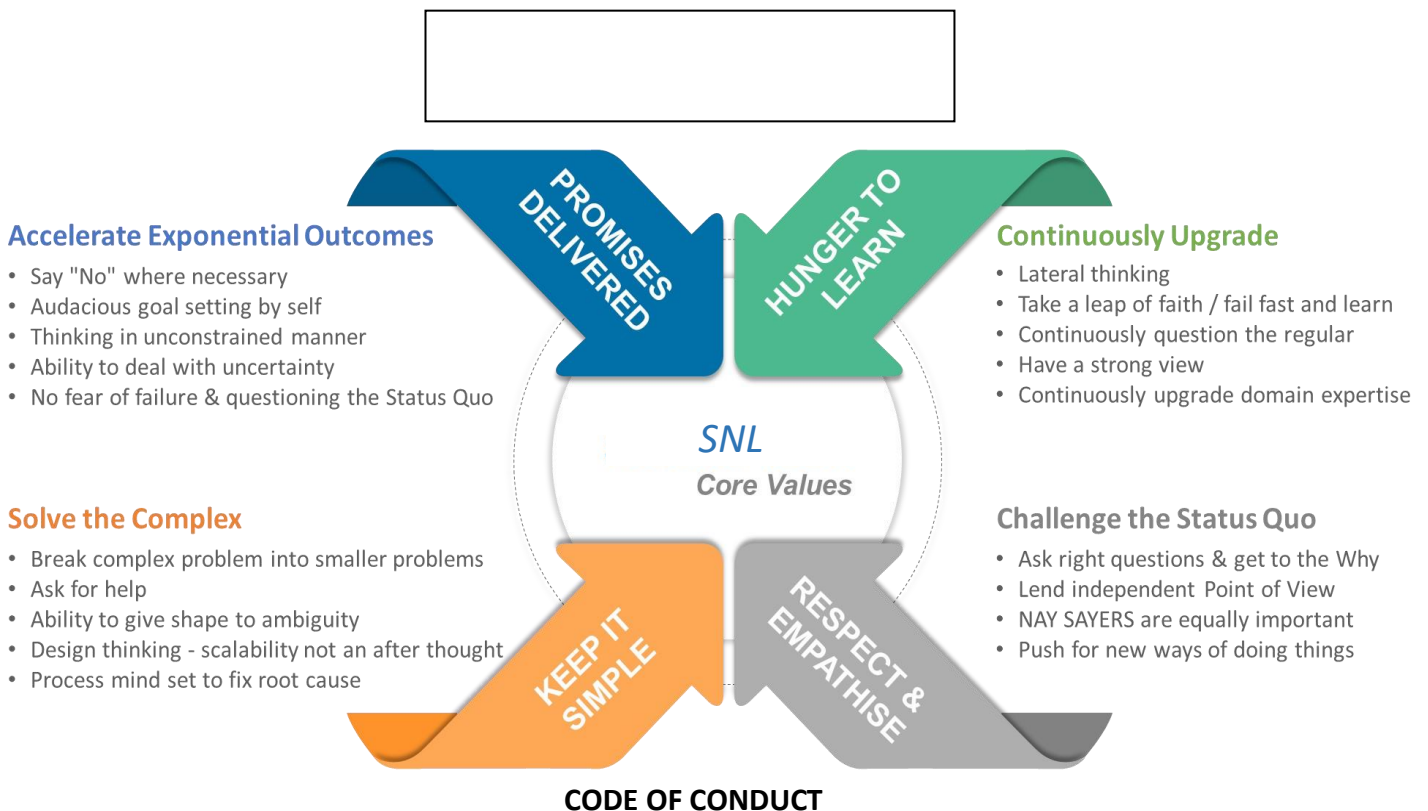 PROMISES
DELIVERED
HUNGER TO
LEARN
Accelerate Exponential Outcomes
• Say "No" where necessary
• Audacious goal setting by self
• Thinking in unconstrained manner
• Ability to deal with uncertainty
• No fear of failure & questioning the Status Quo
Continuously Upgrade
• Lateral thinking
• Take a leap of faith / fail fast and learn
• Continuously question the regular
• Have a strong view
• Continuously upgrade domain expertise
SNL
Core Values
Solve the Complex
• Break complex problem into smaller problems
• Ask for help
• Ability to give shape to ambiguity
• Design thinking - scalability not an after thought
• Process mind set to fix root cause
Challenge the Status Quo
• Ask right questions & get to the Why
• Lend independent Point of View
• NAY SAYERS are equally important
• Push for new ways of doing things
KEEP IT
SIMPLE
RESPECT &
EMPATHISE
CODE OF CONDUCT